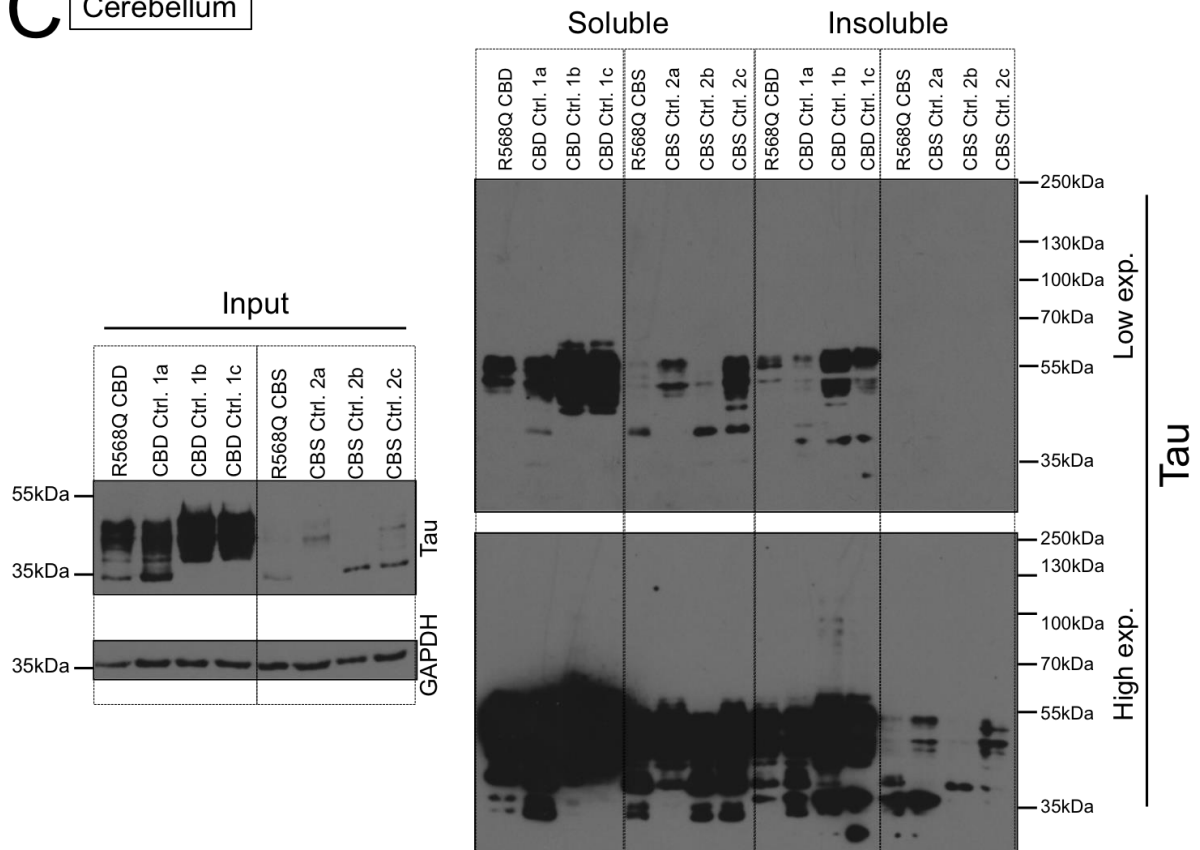 C
Cerebellum
Soluble
Insoluble
R568Q CBD
CBD Ctrl. 1a
CBD Ctrl. 1b
CBD Ctrl. 1c
R568Q CBS
CBS Ctrl. 2a
CBS Ctrl. 2b
CBS Ctrl. 2c
R568Q CBD
CBD Ctrl. 1a
CBD Ctrl. 1b
CBD Ctrl. 1c
R568Q CBS
CBS Ctrl. 2a
CBS Ctrl. 2b
CBS Ctrl. 2c
250kDa
130kDa
100kDa
70kDa
55kDa
35kDa
Low exp.
250kDa
130kDa
100kDa
70kDa
55kDa
35kDa
High exp.
Tau
Input
R568Q CBD
CBD Ctrl. 1a
CBD Ctrl. 1b
CBD Ctrl. 1c
R568Q CBS
CBS Ctrl. 2a
CBS Ctrl. 2b
CBS Ctrl. 2c
55kDa
35kDa
Tau
35kDa
GAPDH